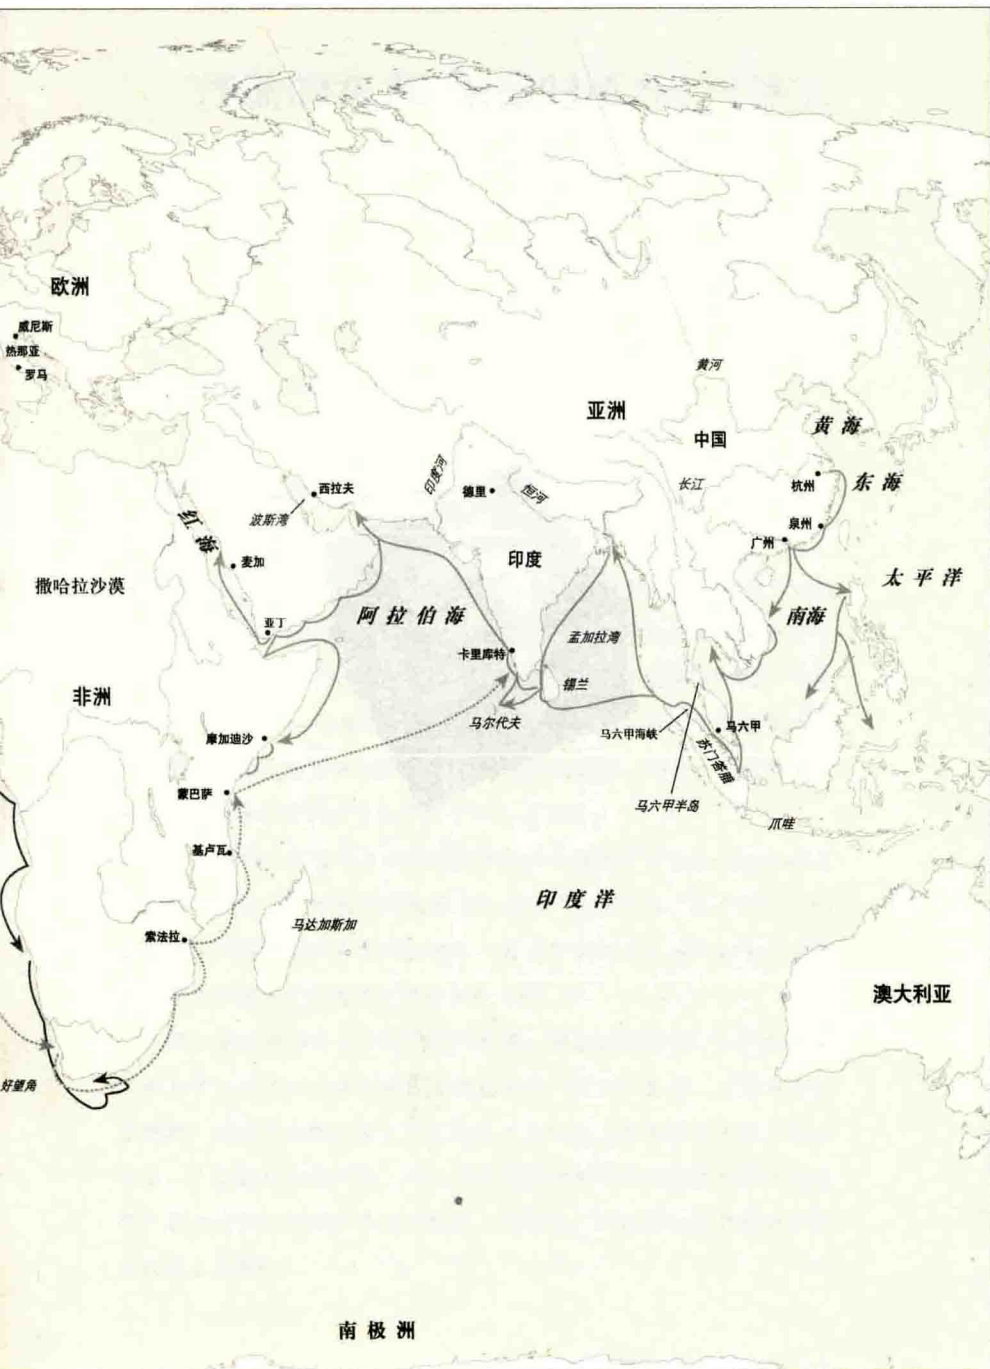 欧洲
威尼斯
热那亚
罗马
黄河
亚洲
中国
黄海
印度河
西拉夫
德里
恒河
长江
杭州
东海
波斯湾
红海
泉州
广州
麦加
印度
太平洋
撒哈拉沙漠
阿拉伯海
南海
亚丁
孟加拉湾
卡里库特
锡兰
非洲
马尔代夫
摩加迪沙
马六甲海峡
马六甲
苏门答腊
蒙巴萨
马六甲半岛
爪哇
基卢瓦
印度洋
马达加斯加
索法拉
澳大利亚
好望角
南极洲